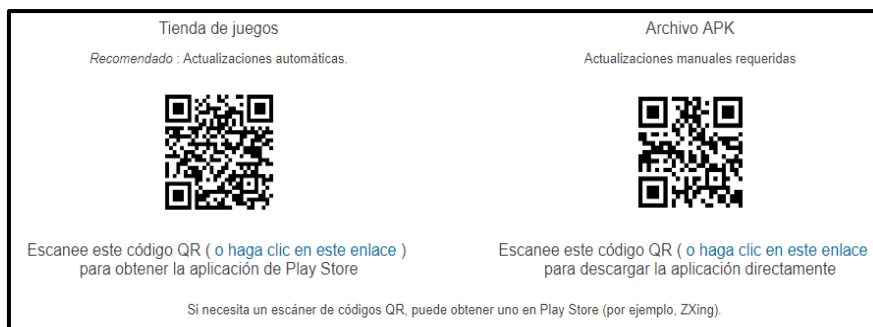 Tienda de juegos
Recomendado : Actualizaciones automáticas.
Escanee este código QR ( o haga clic en este enlace )
para obtener la aplicación de Play Store
Archivo APK
Actualizaciones manuales requeridas
Escanee este código QR ( o haga clic en este enlace
para descargar la aplicación directamente
Si necesita un escáner de códigos QR, puede obtener uno en Play Store (por ejemplo, ZXing).